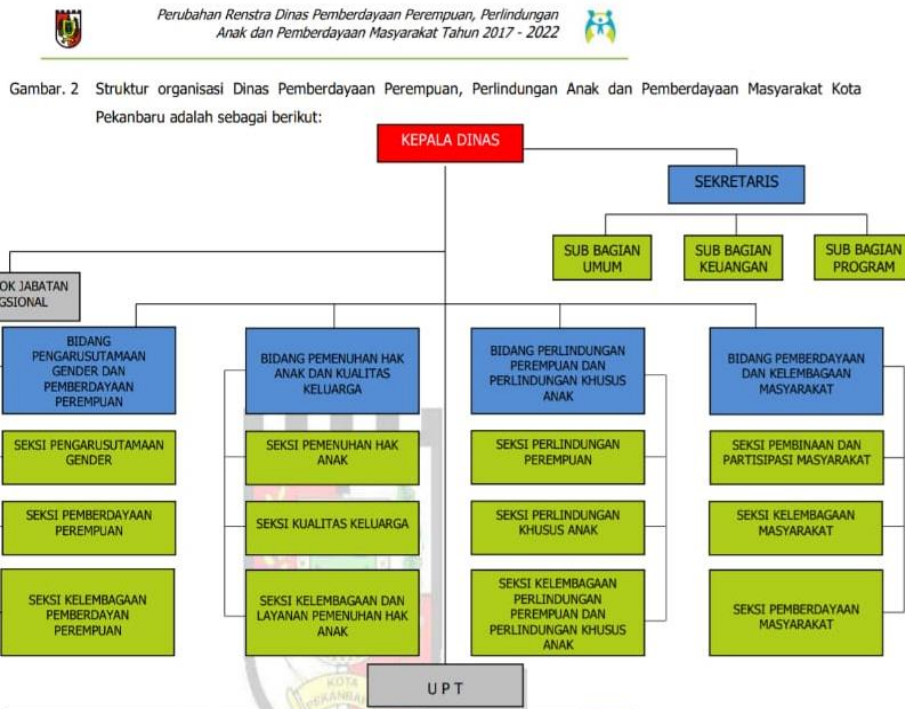 Perubahan Renstra Dinas Pemberdayaan Perempuan, Perlindungan
Anak dan Pemberdayaan Masyarakat Tahun 2017 - 2022
Gambar. 2 Struktur organisasi Dinas Pemberdayaan Perempuan, Perlindungan Anak dan Pemberdayaan Masyarakat Kota
Pekanbaru adalah sebagai berikut:
KEPALA DINAS
SEKRETARIS
SUB BAGIAN
UMUM
SUB BAGIAN
KEUANGAN
SUB BAGIAN
PROGRAM
OK JABATAN
GSIONAL
BIDANG
PENGARUSUTAMAAN
GENDER DAN
PEMBERDAYAAN
PEREMPUAN
BIDANG PEMENUHAN HAK
ANAK DAN KUALITAS
KELUARGA
BIDANG PERLINDUNGAN
PEREMPUAN DAN
PERLINDUNGAN KHUSUS
ANAK
BIDANG PEMBERDAYAAN
DAN KELEMBAGAAN
MASYARAKAT
SEKSI PENGARUSUTAMAAN
GENDER
SEKSI PEMENUHAN HAK
ANAK
SEKSI PERLINDUNGAN
PEREMPUAN
SEKSI PEMBINAAN DAN
PARTISIPASI MASYARAKAT
SEKSI PEMBERDAYAAN
PEREMPUAN
SEKSI KUALITAS KELUARGA
SEKSI PERLINDUNGAN
KHUSUS ANAK
SEKSI KELEMBAGAAN
MASYARAKAT
SEKSI KELEMBAGAAN
PEMBERDAYAN
PEREMPUAN
SEKSI KELEMBAGAAN DAN
LAYANAN PEMENUHAN HAK
ANAK
SEKSI KELEMBAGAAN
PERLINDUNGAN
PEREMPUAN DAN
PERLINDUNGAN KHUSUS
ANAK
SEKSI PEMBERDAYAAN
MASYARAKAT
U P T
KOTA